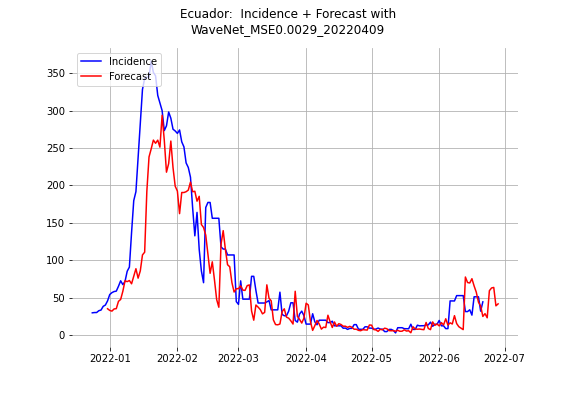 Ecuador:  Incidence + Forecast with
WaveNet_MSE0.0029_20220409
Incidence
Forecast
350
300
250
200
150
100
50
0
2022-01 2022-02 2022-03 2022-04 2022-05 2022-06 2022-07